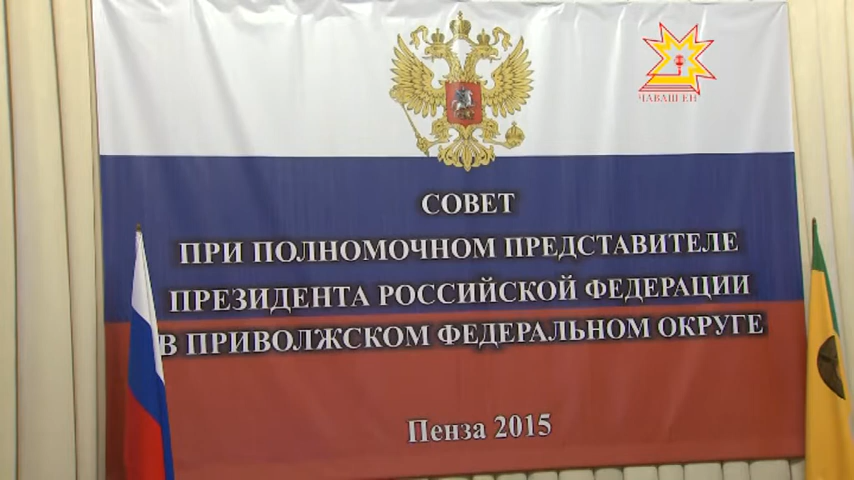 ЧАВАШ ЕН
СОВЕТ
ПРИ ПОЛНОМОЧНОМ ПРЕДСТАВИТЕЛЕ
ПРЕЗИДЕНТА РОССИЙСКОЙ ФЕДЕРАЦИИ
В ПРИВОЛЖСКОМ ФЕДЕРАЛЬНОМ ОКРУГЕ
Пенза 2015